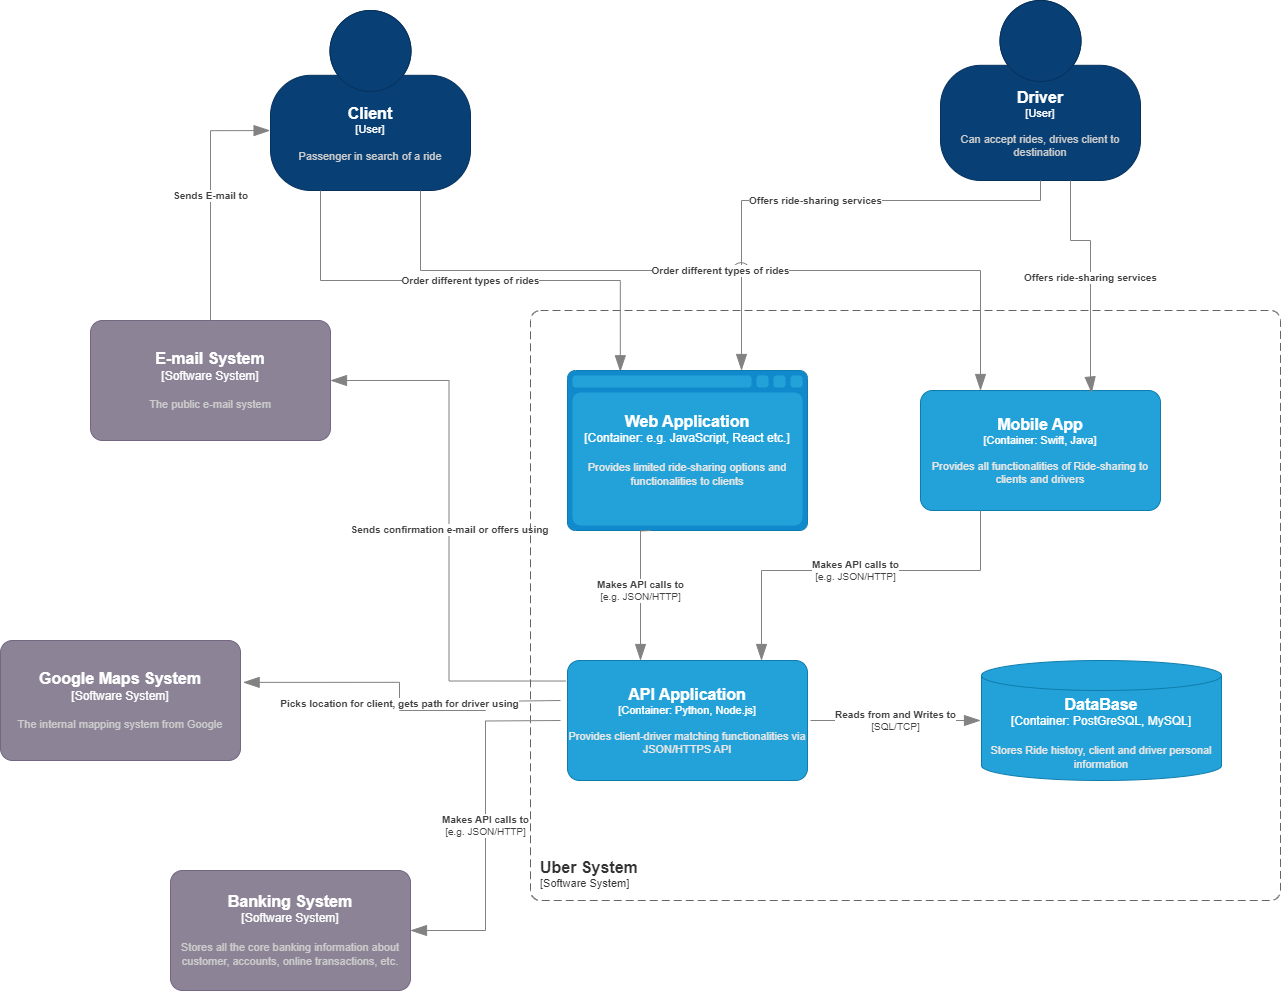 Client
[User]
Passenger in search of a ride
Driver
[User]
Can accept rides, drives client to
destination
Sends E-mail to
Offers ride-sharing services
Order different types of rides
Order different types of rides
Offers ride-sharing services
E-mail System
[Software System]
The public e-mail system
Web Application
[Container: e.g. JavaScript, React etc.]
Provides limited ride-sharing options and
functionalities to clients
Mobile App
[Container: Swift, Java]
Provides all functionalities of Ride-sharing to
clients and drivers
Sends confirmation e-mail or offers using
Makes API calls to
[e.g. JSON/HTTP]
Makes API calls to
[e.g. JSON/HTTP]
Google Maps System
[Software System]
The internal mapping system from Google
Picks location for client, gets path for driver using
API Application
[Container: Python, Node.js]
Provides client-driver matching functionalities via
JSON/HTTPS API
Reads from and Writes to
[SQL/TCP]
DataBase
[Container: PostGreSQL, MySQL]
Stores Ride history, client and driver personal
information
Makes API calls to
[e.g. JSON/HTTP]
Uber System
[Software System]
Banking System
[Software System]
Stores all the core banking information about
customer, accounts, online transactions, etc.